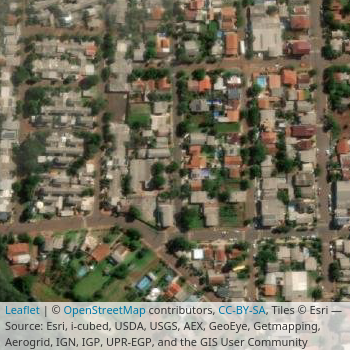 Leaflet | © OpenStreetMap contributors, CC-BY-SA, Tiles © Esri —
Source: Esri, i-cubed, USDA, USGS, AEX, GeoEye, Getmapping,
Aerogrid, IGN, IGP, UPR-EGP, and the GIS User Community